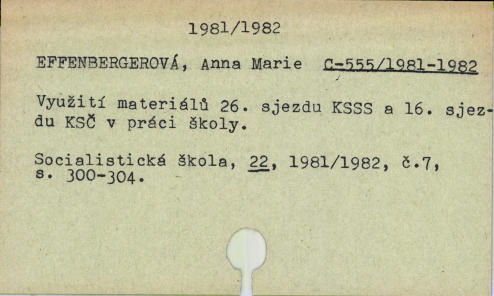 1981/1982
EFFENBERGEROVÁ, Anna Marie C-555/1981-1982
Využití materiálů 26. sjezdu KSSS a 16. sjez-
du KSČ v práci školy.
Socialistická škola, 22, 1981/1982, č.7,
s. 300-304.